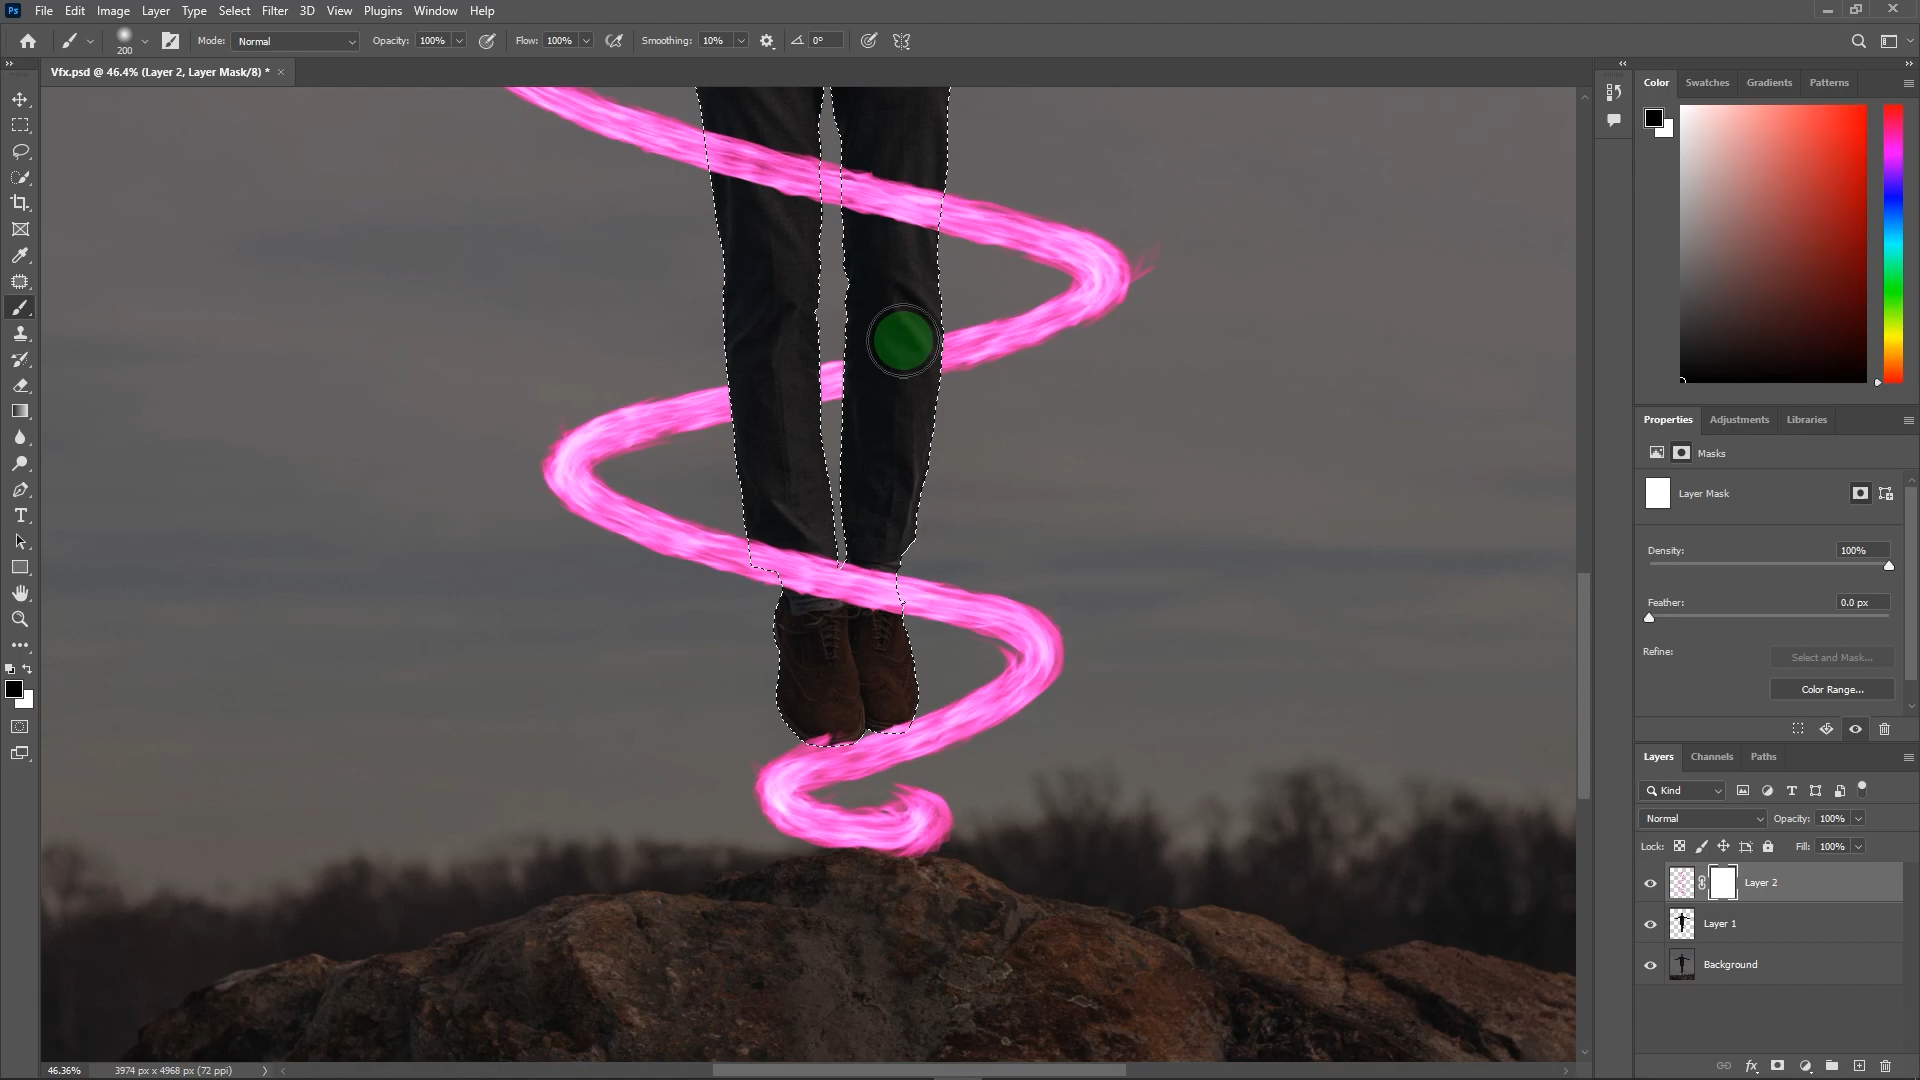 Ps File Edit Image Layer Type Select Filter 3D View Plugins Window Help
200 Mode: Normal Opacity: 100% Flow: 100% Smoothing: 10% 0°
Vfx.psd @ 46.4% (Layer 2, Layer Mask/8) *
Color Swatches Gradients Patterns
Properties Adjustments Libraries
Masks
Layer Mask
Density: 100%
Feather: 0.0 px
Refine: Select and Mask...
Color Range...
Layers Channels Paths
Kind
Normal Opacity: 100%
Lock: Fill: 100%
Layer 2
Layer 1
Background
46.36% 3974 px x 4968 px (72 ppi)